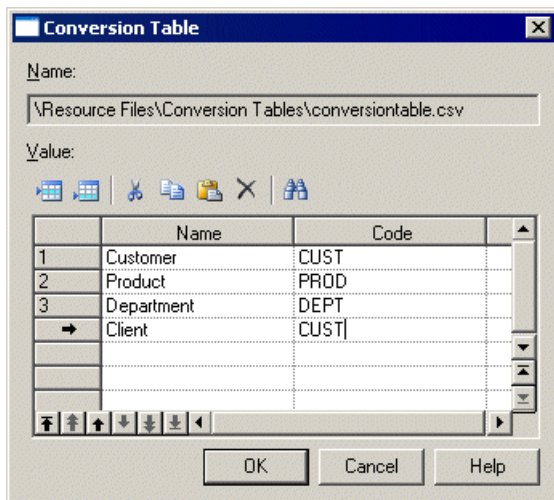 Conversion Table
Name:
\Resource Files\Conversion Tables\conversiontable.csv
Value:
Name Code
1 Customer CUST
2 Product PROD
3 Department DEPT
Client CUST
OK Cancel Help